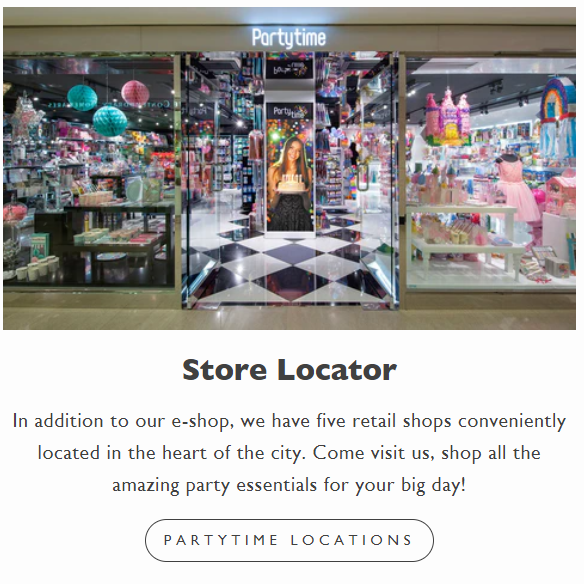 Partytime
Party
time
Store Locator
In addition to our e-shop, we have five retail shops conveniently
located in the heart of the city. Come visit us, shop all the
amazing party essentials for your big day!
PARTYTIME LOCATIONS